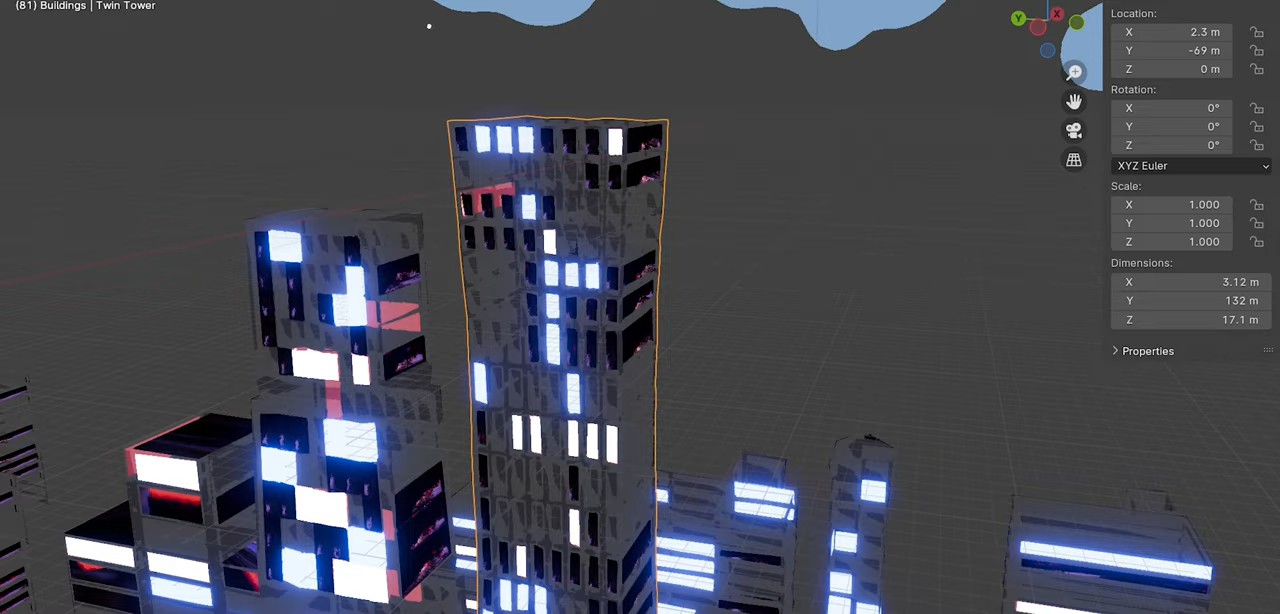 (81) Buildings | Twin Tower
Y
X
Location:
X 2.3 m
Y -69 m
Z 0 m
Rotation:
X 0°
Y 0°
Z 0°
XYZ Euler
Scale:
X 1.000
Y 1.000
Z 1.000
Dimensions:
X 3.12 m
Y 132 m
Z 17.1 m
Properties